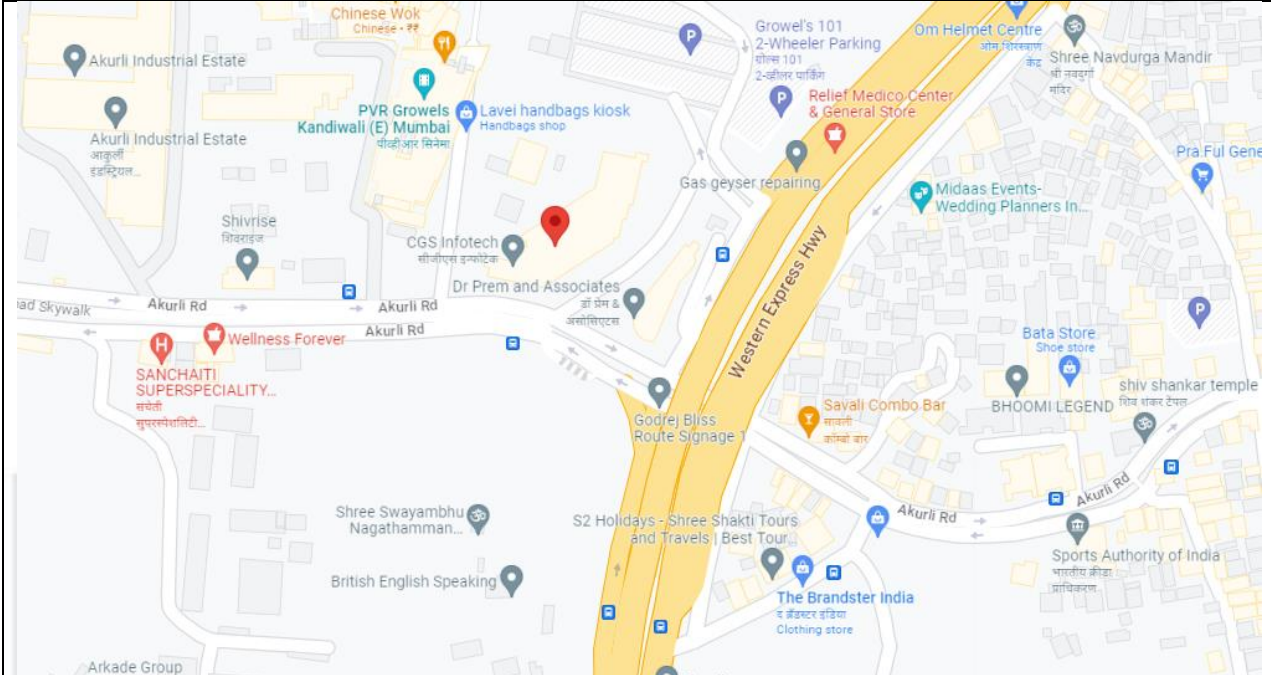 Chinese Wok
Chinese • ₹₹
Akurli Industrial Estate
Growel's 101
2-Wheeler Parking
ग्रोल्स 101
2-व्हीलर पार्किंग
Om Helmet Centre
ओम शिरस्त्राण
केंद्र
Shree Navdurga Mandir
श्री नवदुर्गा
मंदिर
PVR Growels
Kandiwali (E) Mumbai
पीव्हीआर सिनेमा
Lavei handbags kiosk
Handbags shop
Relief Medico Center
& General Store
Akurli Industrial Estate
आकुर्ली
इंडस्ट्रियल...
Gas geyser repairing
Pra.Ful Gene
Midaas Events-
Wedding Planners In...
Shivrise
शिवराइज
CGS Infotech
सीजीएस इन्फोटेक
Dr Prem and Associates
डॉ प्रेम &
असोसिएटस
Western Express Hwy
ad Skywalk
Akurli Rd
Akurli Rd
Akurli Rd
Wellness Forever
H
SANCHAITI
SUPERSPECIALITY...
संचेती
सुपरस्पेशलिटी...
P
P
P
Bata Store
Shoe store
BHOOMI LEGEND
shiv shankar temple
शिव शंकर टेंपल
Godrej Bliss
Route Signage 1
Savali Combo Bar
सावली
कॉम्बो बार
Akurli Rd
Akurli Rd
Shree Swayambhu
Nagathamman...
S2 Holidays - Shree Shakti Tours
and Travels | Best Tour...
Sports Authority of India
भारतीय क्रीडा
प्राधिकरण
British English Speaking
The Brandster India
द ब्रँडस्टर इंडिया
Clothing store
Arkade Group